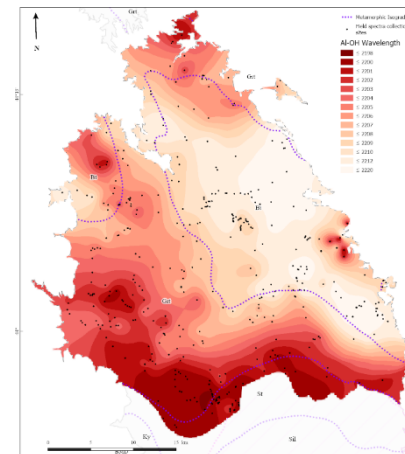 Grt
N
Metamorphic Isograds
Field spectra collection
sites
Al-OH Wavelength
≤ 2198
≤ 2200
≤ 2201
≤ 2202
≤ 2203
≤ 2204
≤ 2205
≤ 2206
≤ 2207
≤ 2208
≤ 2209
≤ 2210
≤ 2212
≤ 2220
Grt
Bt
Bt
Grt
St
Ky
Sil
0
5
10
15 km